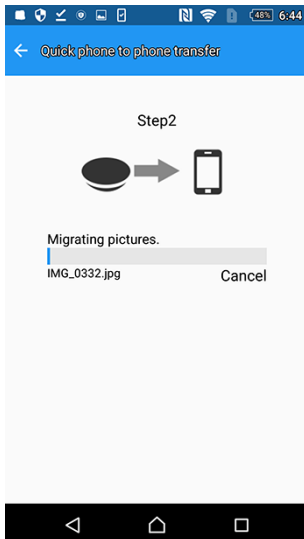 48% 6:44
Quick phone to phone transfer
Step2
Migrating pictures.
IMG_0332.jpg Cancel